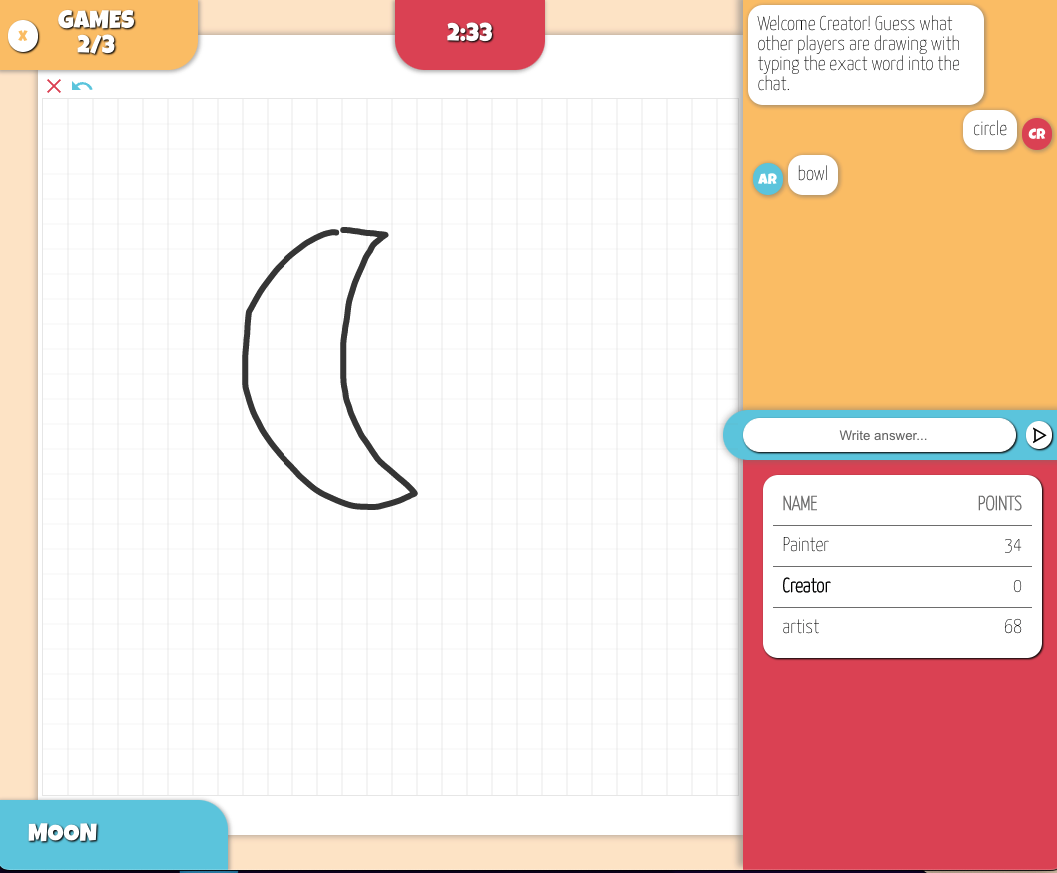 X
GAMES
2/3
2:33
Welcome Creator! Guess what
other players are drawing with
typing the exact word into the
chat.
circle
CR
AR
bowl
Write answer...
NAME POINTS
Painter 34
Creator 0
artist 68
MOON